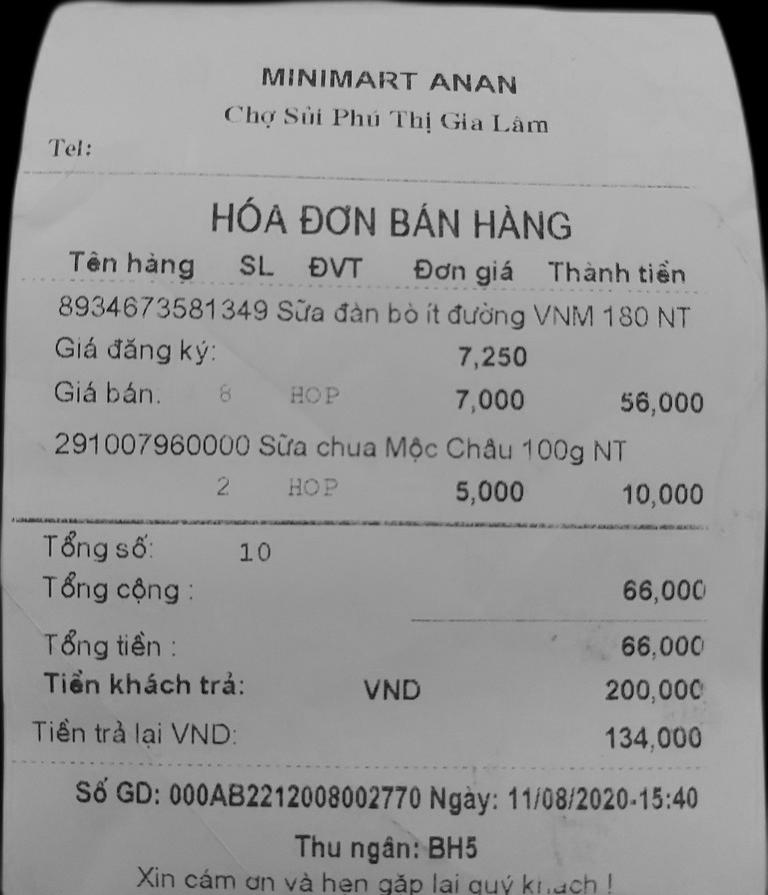 MINIMART ANAN
Chợ Sủi Phú Thị Gia Lâm
Tel:
HÓA ĐƠN BÁN HÀNG
Tên hàng SL ĐVT Đơn giá Thành tiền
8934673581349 Sữa đàn bò ít đường VNM 180 NT
Giá đăng ký: 7,250
Giá bán. 8 HOP 7,000 56,000
291007960000 Sữa chua Mộc Châu 100g NT
2 HOP 5,000 10,000
Tổng số: 10
Tổng cộng : 66,000
Tổng tiền : 66,000
Tiền khách trả: VND 200,000
Tiền trả lại VND: 134,000
Số GD: 000AB2212008002770 Ngày: 11/08/2020-15:40
Thu ngân: BH5
Xin cám ơn và hẹn gặp lại quý khách !